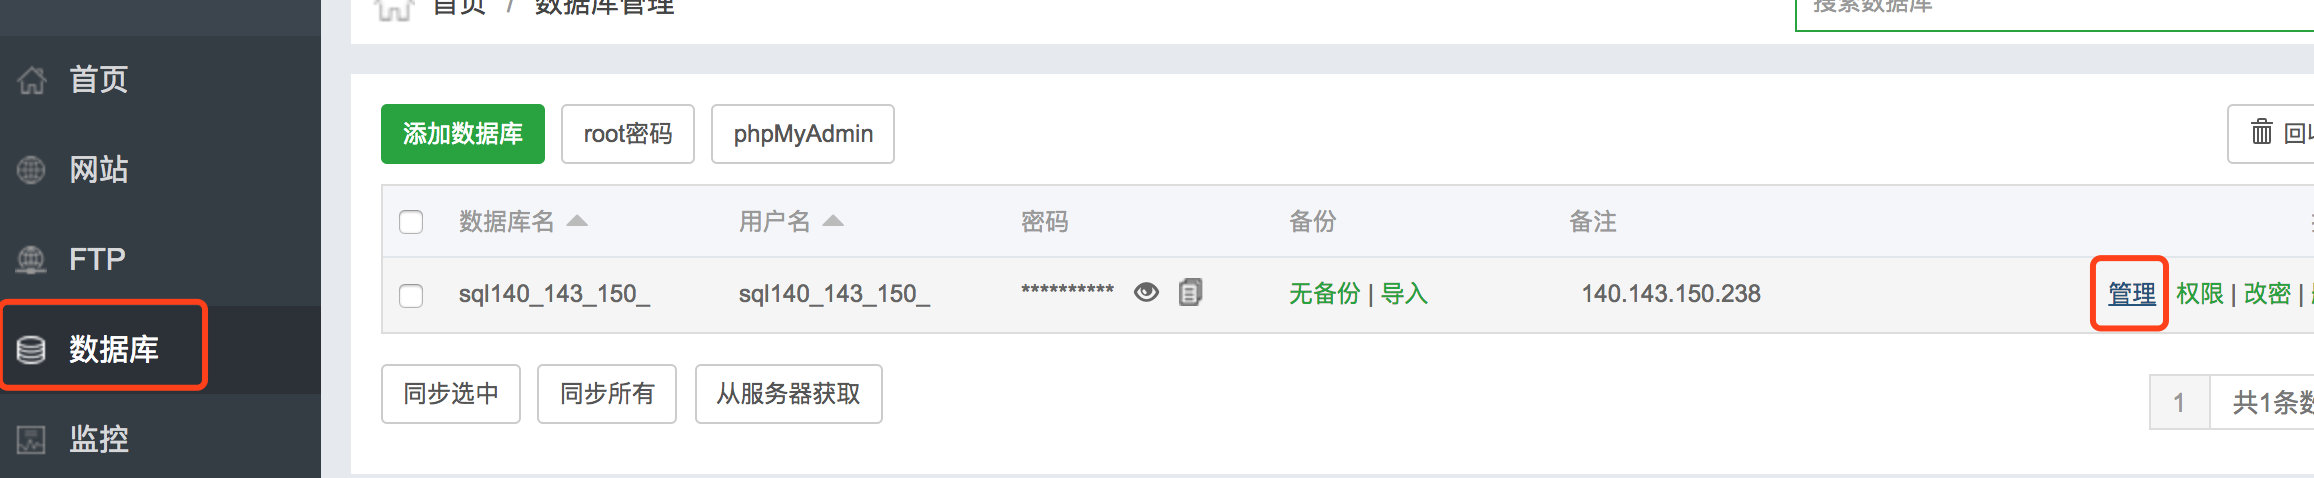 首页 / 数据库管理
搜索数据库
首页
网站
FTP
数据库
监控
添加数据库 root密码 phpMyAdmin 回
数据库名 用户名 密码 备份 备注
sql140_143_150_ sql140_143_150_ ********** 无备份 | 导入 140.143.150.238 管理 权限 | 改密 |
同步选中 同步所有 从服务器获取
1 共1条